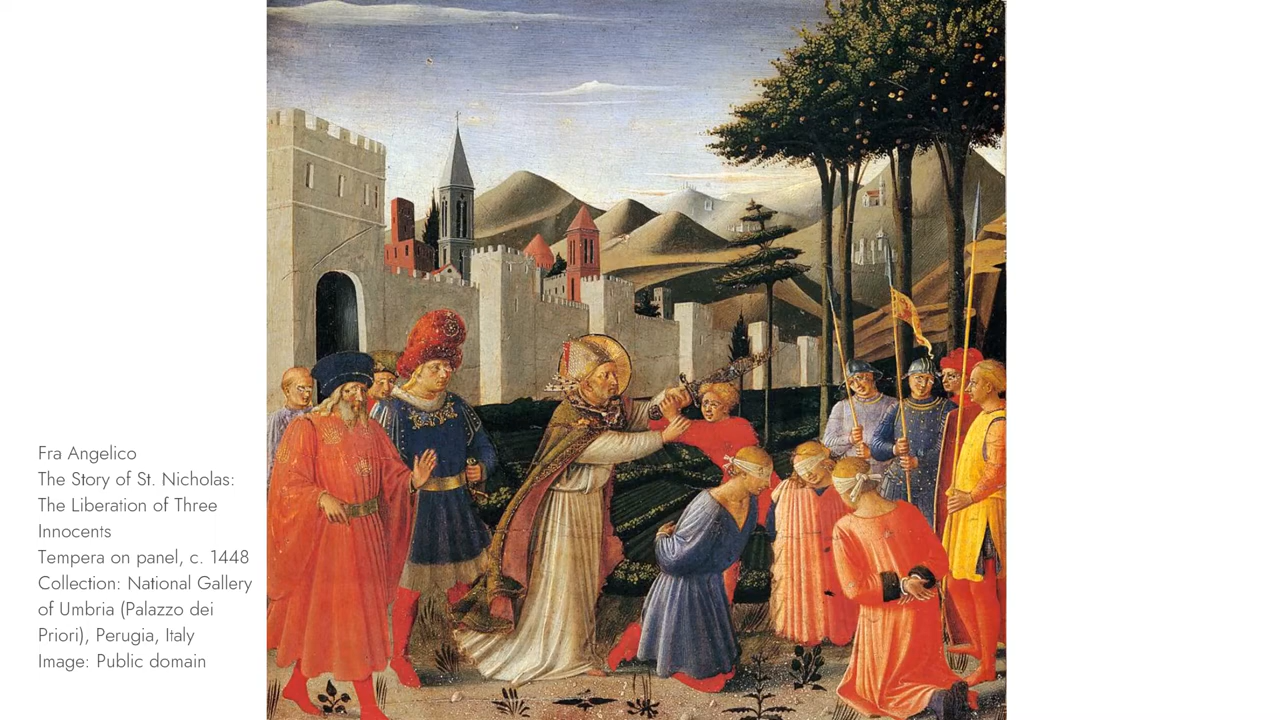 Fra Angelico
The Story of St. Nicholas:
The Liberation of Three
Innocents
Tempera on panel, c. 1448
Collection: National Gallery
of Umbria (Palazzo dei
Priori), Perugia, Italy
Image: Public domain